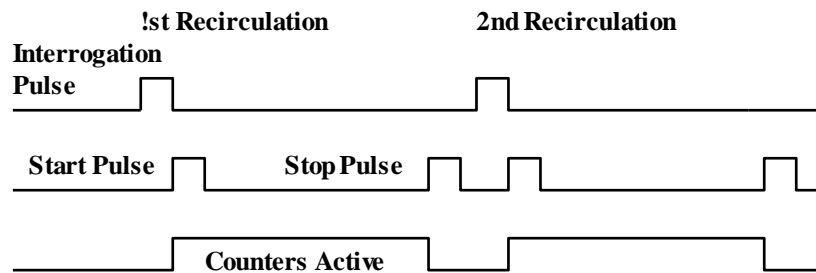 !st Recirculation 2nd Recirculation
Interrogation
Pulse
Start Pulse Stop Pulse
Counters Active